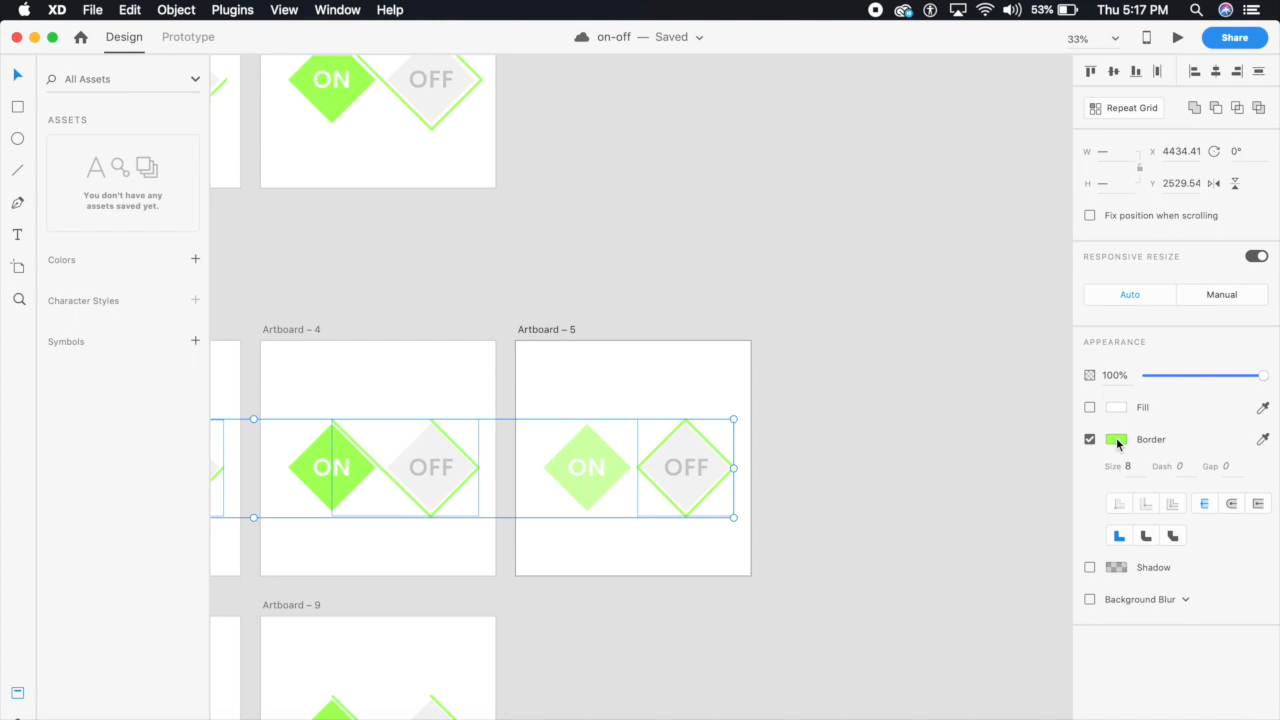 XD File Edit Object Plugins View Window Help
53% Thu 5:17 PM
Design Prototype
on-off — Saved
33%
Share
All Assets
ASSETS
You don't have any
assets saved yet.
Colors +
Character Styles +
Symbols +
ON OFF
Artboard – 4
Artboard – 5
ON OFF
ON OFF
Artboard – 9
Repeat Grid
W — X 4434.41 0°
H — Y 2529.54
Fix position when scrolling
RESPONSIVE RESIZE
Auto Manual
APPEARANCE
100%
Fill
Border
Size 8 Dash 0 Gap 0
Shadow
Background Blur